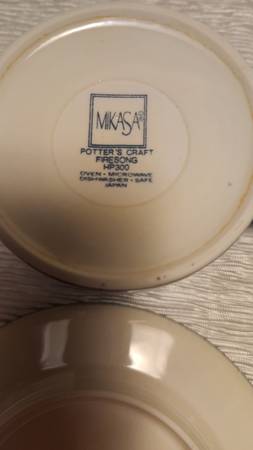 MIKASA®
POTTER'S CRAFT
FIRESONG
HP300
OVEN • MICROWAVE
DISHWASHER • SAFE
JAPAN